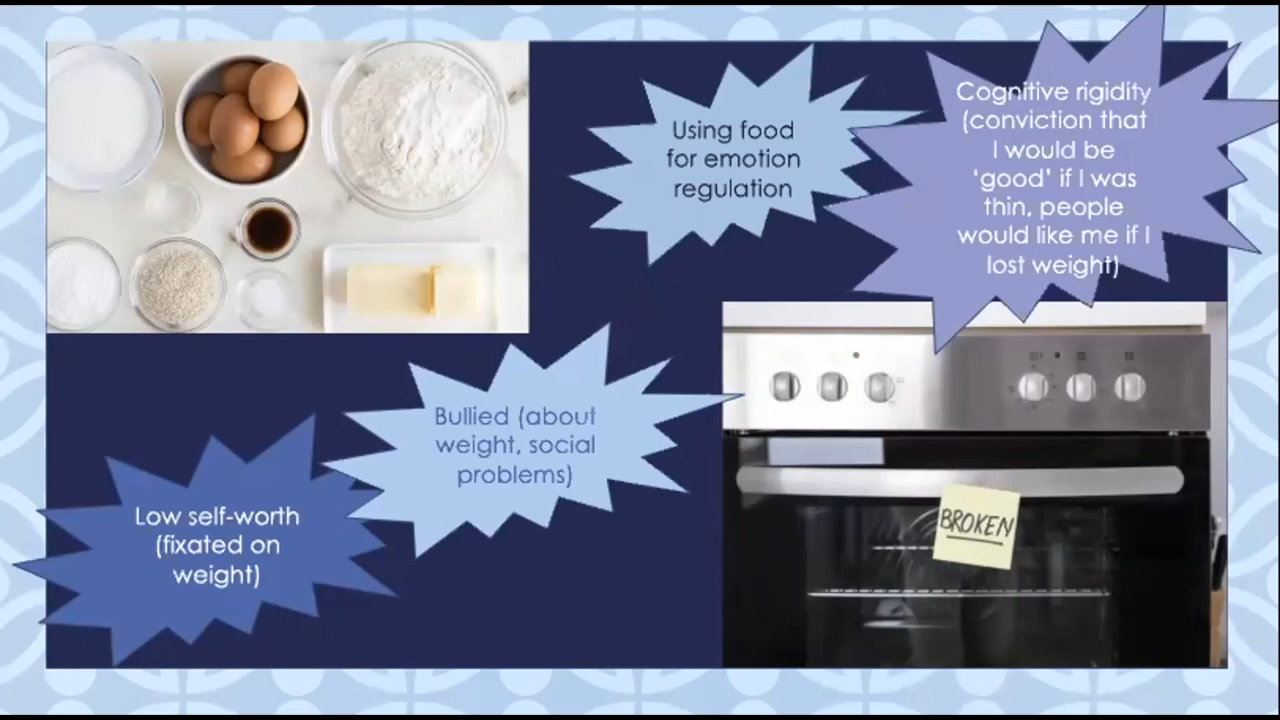 Using food
for emotion
regulation
Cognitive rigidity
(conviction that
I would be
‘good’ if I was
thin, people
would like me if I
lost weight)
Bullied (about
weight, social
problems)
Low self-worth
(fixated on
weight)
BROKEN